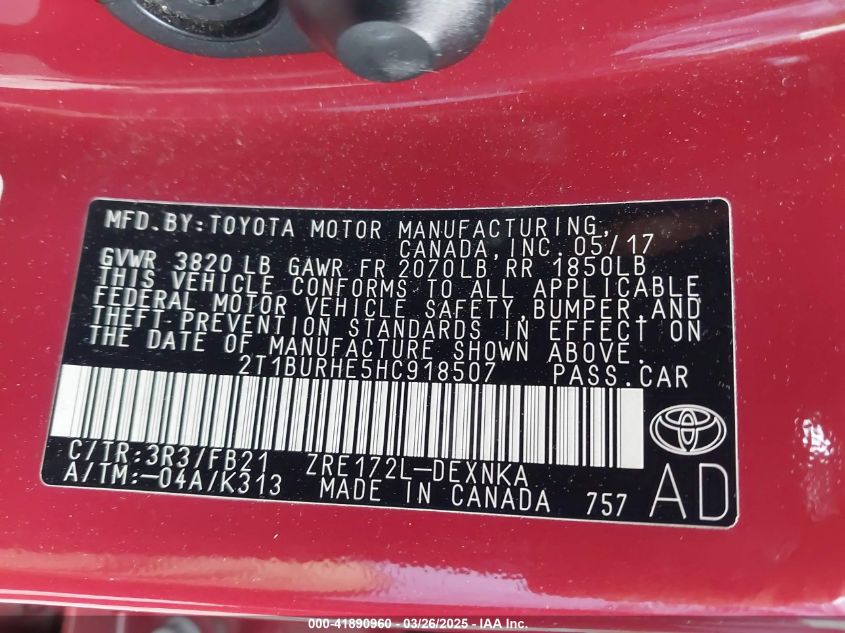 MFD.BY:TOYOTA MOTOR MANUFACTURING,
CANADA,INC. 05/17
GVWR 3820 LB GAWR FR 2070LB RR 1850LB
THIS VEHICLE CONFORMS TO ALL APPLICABLE
FEDERAL MOTOR VEHICLE SAFETY,BUMPER,AND
THEFT PREVENTION STANDARDS IN EFFECT ON
THE DATE OF MANUFACTURE SHOWN ABOVE.
2T1BURHE5HC918507 PASS.CAR
C/TR:3R3/FB21 ZRE172L-DEXNKA
A/TM:-04A/K313 MADE IN CANADA 757 AD
000-41890960 - 03/26/2025 - IAA Inc.